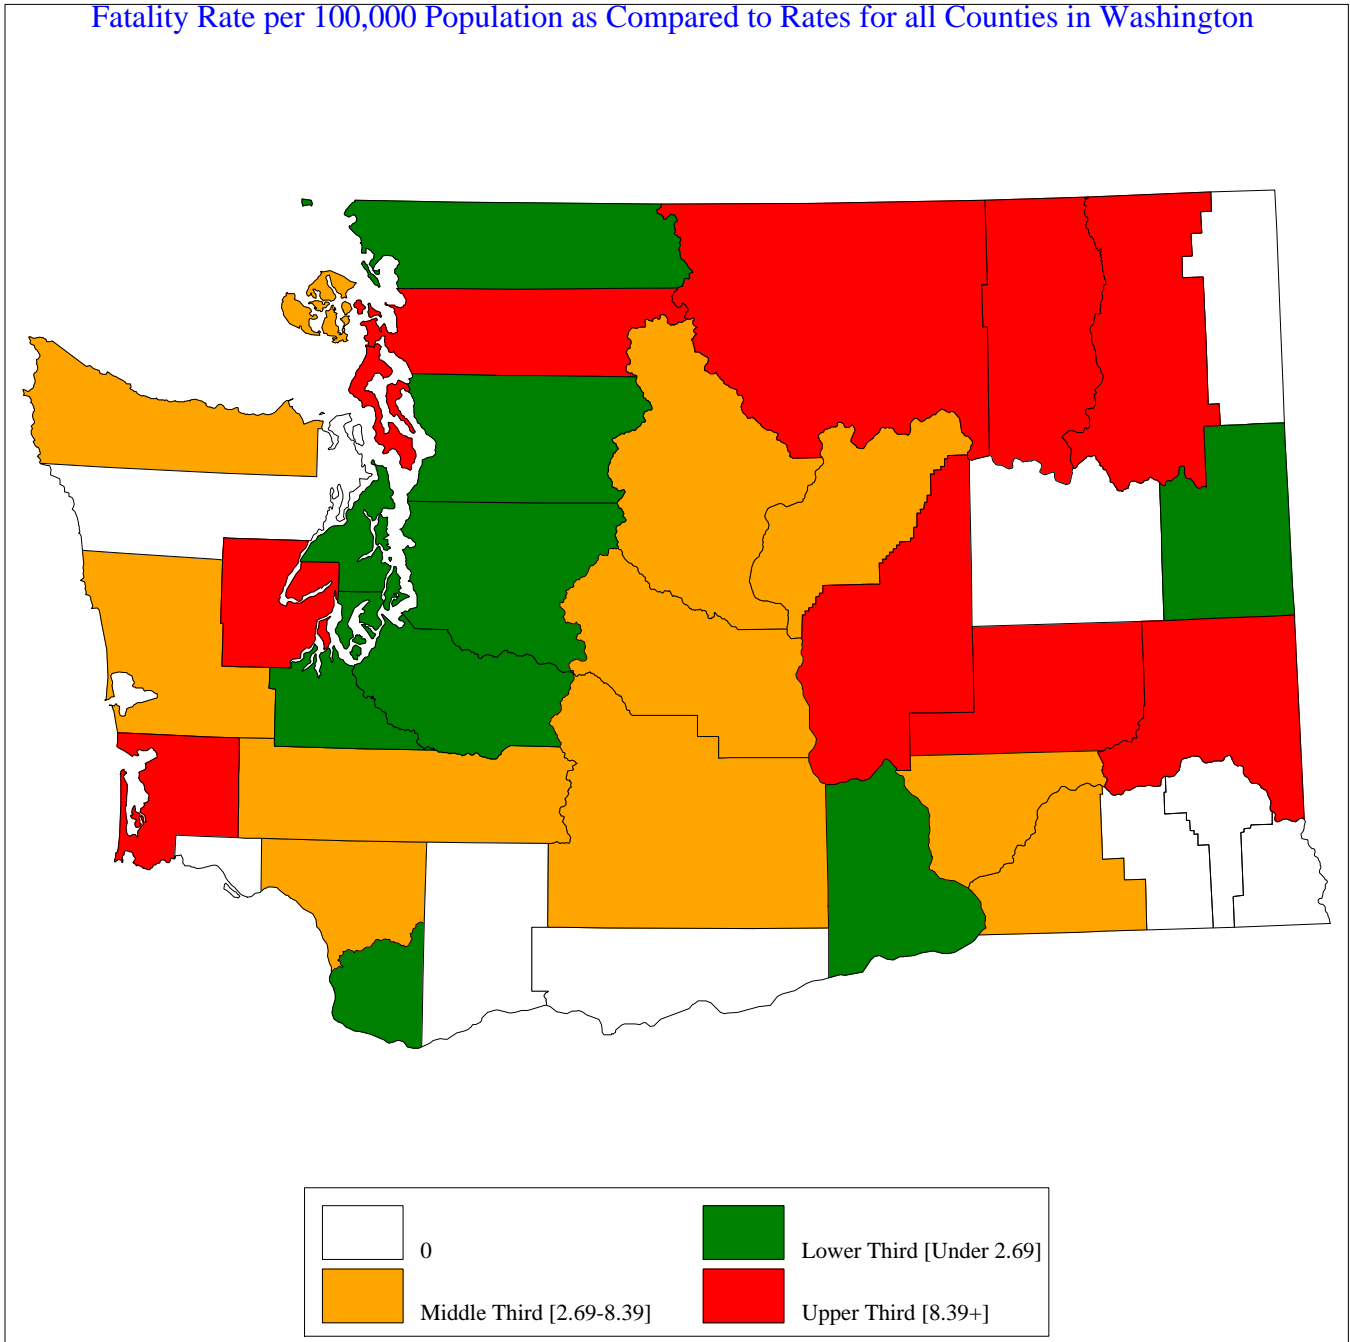 Fatality Rate per 100,000 Population as Compared to Rates for all Counties in Washington
0
Lower Third [Under 2.69]
Middle Third [2.69-8.39]
Upper Third [8.39+]